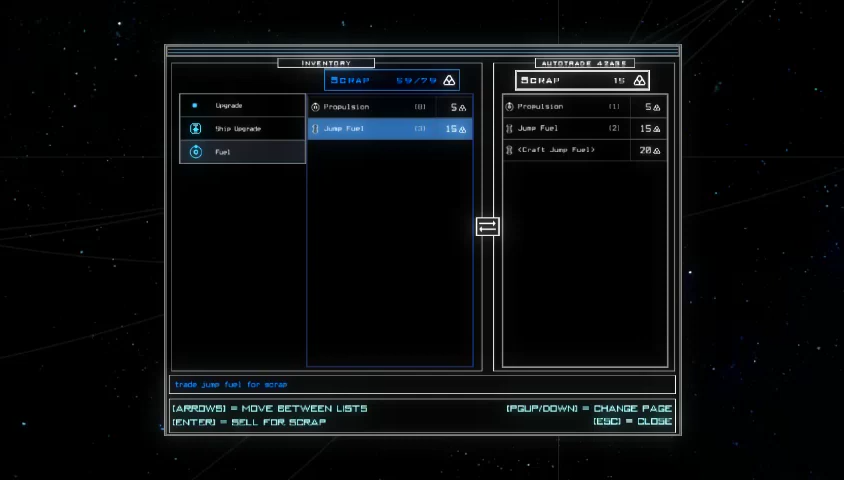 INVENTORY
SCRAP 59/79
Upgrade
Ship Upgrade
Fuel
Propulsion (8) 5
Jump Fuel (3) 15
AUTOTRADE 42AGE
SCRAP 15
Propulsion (1) 5
Jump Fuel (2) 15
<Craft Jump Fuel> 20
trade jump fuel for scrap
[ARROWS] = MOVE BETWEEN LISTS
[ENTER] = SELL FOR SCRAP
[PGUP/DOWN] = CHANGE PAGE
[ESC] = CLOSE